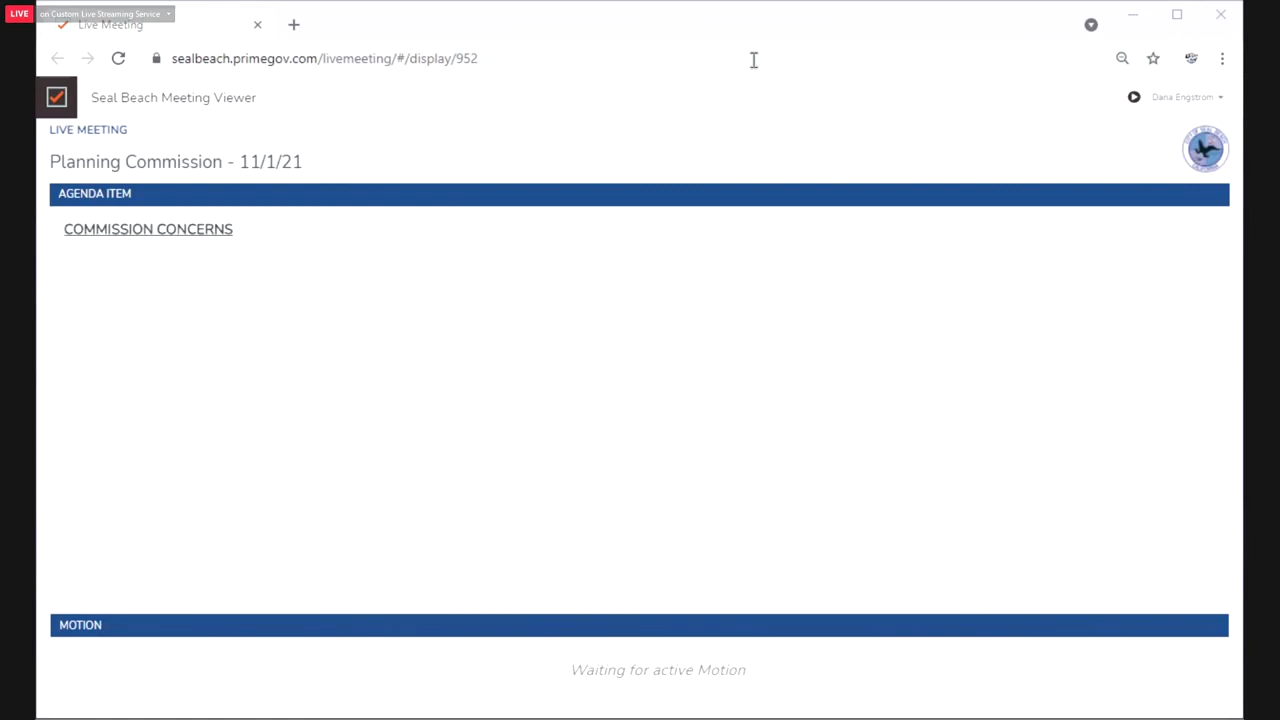 LIVE on Custom Live Streaming Service
Live Meeting
sealbeach.primegov.com/livemeeting/#/display/952
Seal Beach Meeting Viewer
Dana Engstrom
LIVE MEETING
Planning Commission - 11/1/21
AGENDA ITEM
COMMISSION CONCERNS
MOTION
Waiting for active Motion